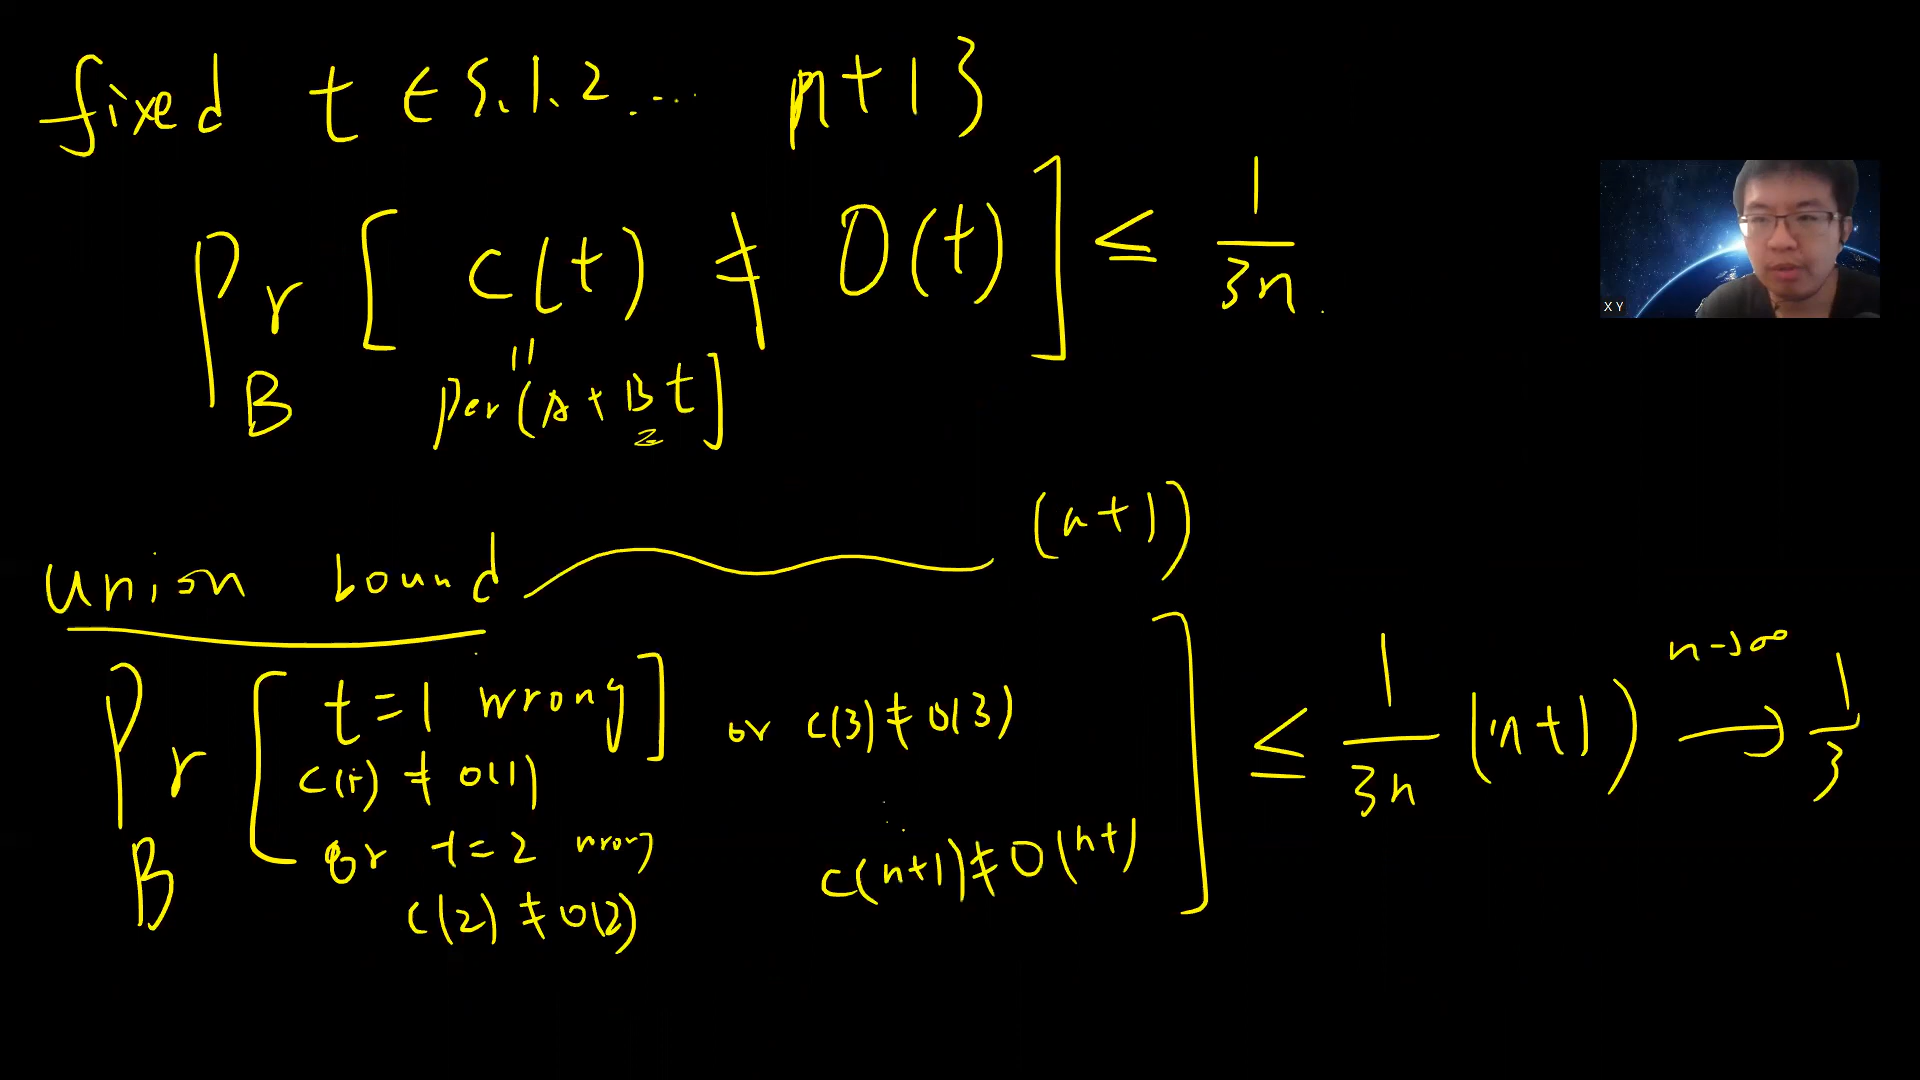 fixed t ∈ {.1.2 ... n+1}
Pr [ C(t) ≠ O(t) ] ≤ 1/3n.
B
"
per(A + Bt]
X Y
(n+1)
union bound
Pr [ t=1 wrong ] or C(3) ≠ O(3) ] ≤ 1/3n (n+1) → 1/3
n→∞
C(1) ≠ O(1)
B
or t=2 wrong
C(2) ≠ O(2)
C(n+1) ≠ O(n+)